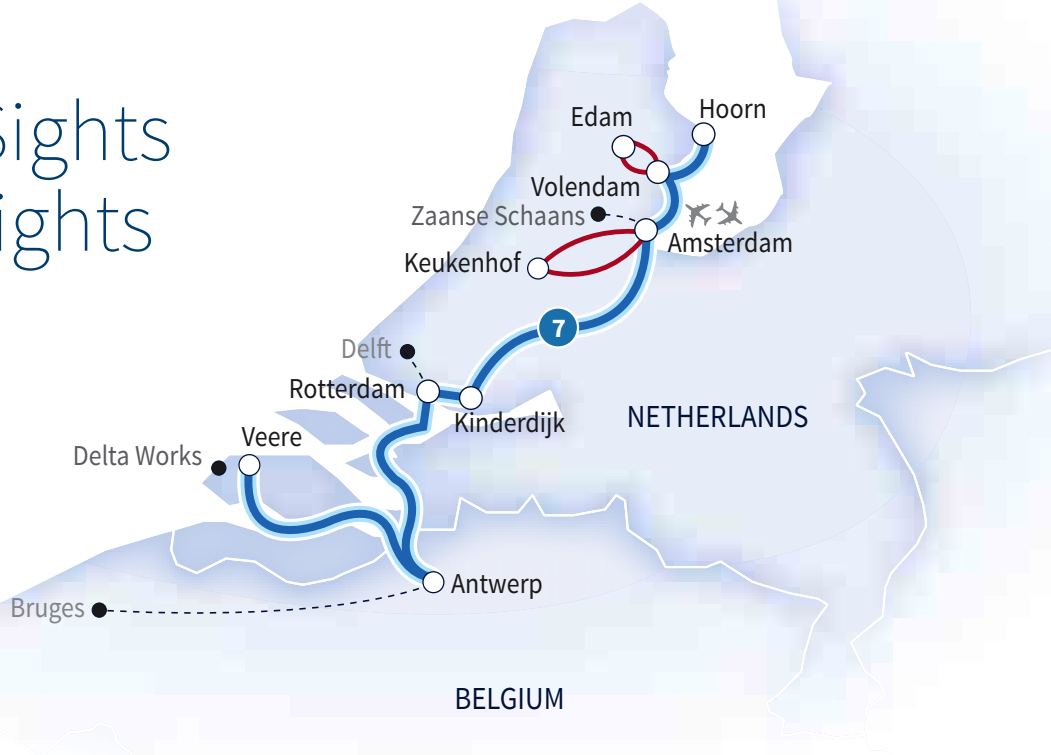 Sights
ights
Edam
Hoorn
Volendam
Zaanse Schaans
Amsterdam
Keukenhof
7
Delft
Rotterdam
Kinderdijk
NETHERLANDS
Veere
Delta Works
Antwerp
Bruges
BELGIUM